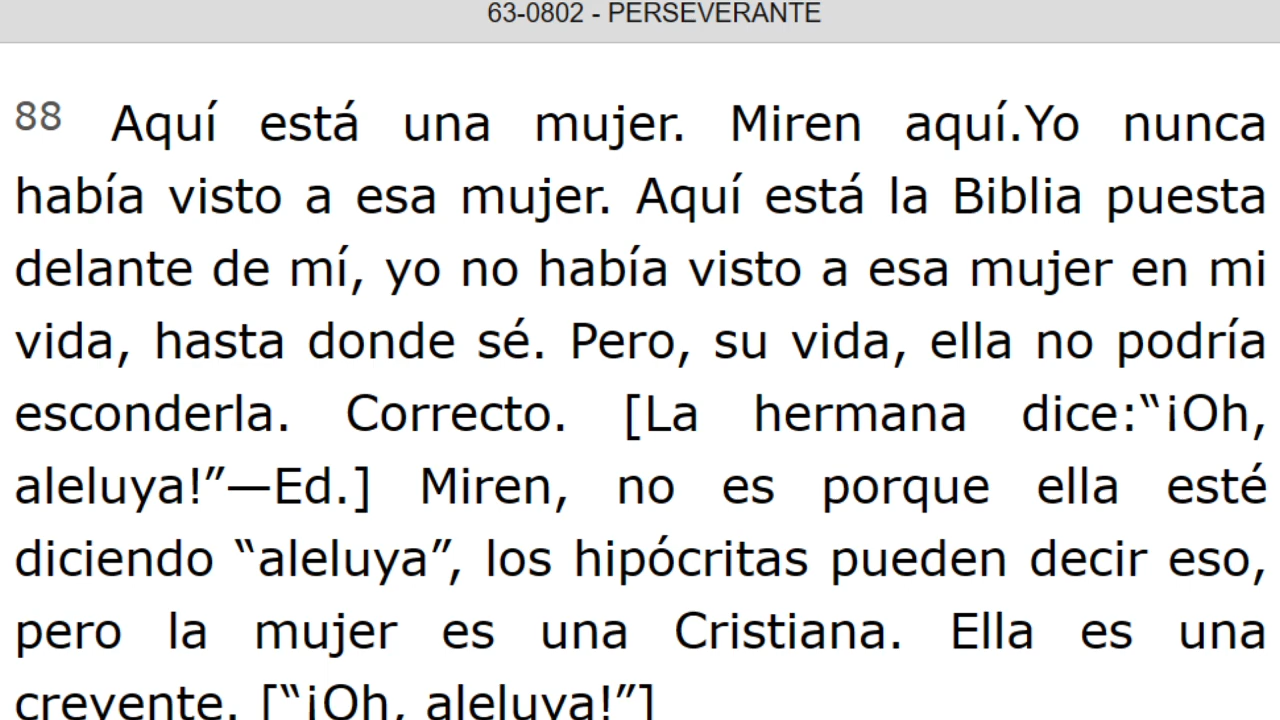 63-0802 - PERSEVERANTE
88 Aquí está una mujer. Miren aquí.Yo nunca
había visto a esa mujer. Aquí está la Biblia puesta
delante de mí, yo no había visto a esa mujer en mi
vida, hasta donde sé. Pero, su vida, ella no podría
esconderla. Correcto. [La hermana dice:“¡Oh,
aleluya!”—Ed.] Miren, no es porque ella esté
diciendo “aleluya”, los hipócritas pueden decir eso,
pero la mujer es una Cristiana. Ella es una
creyente. [“¡Oh, aleluya!”]